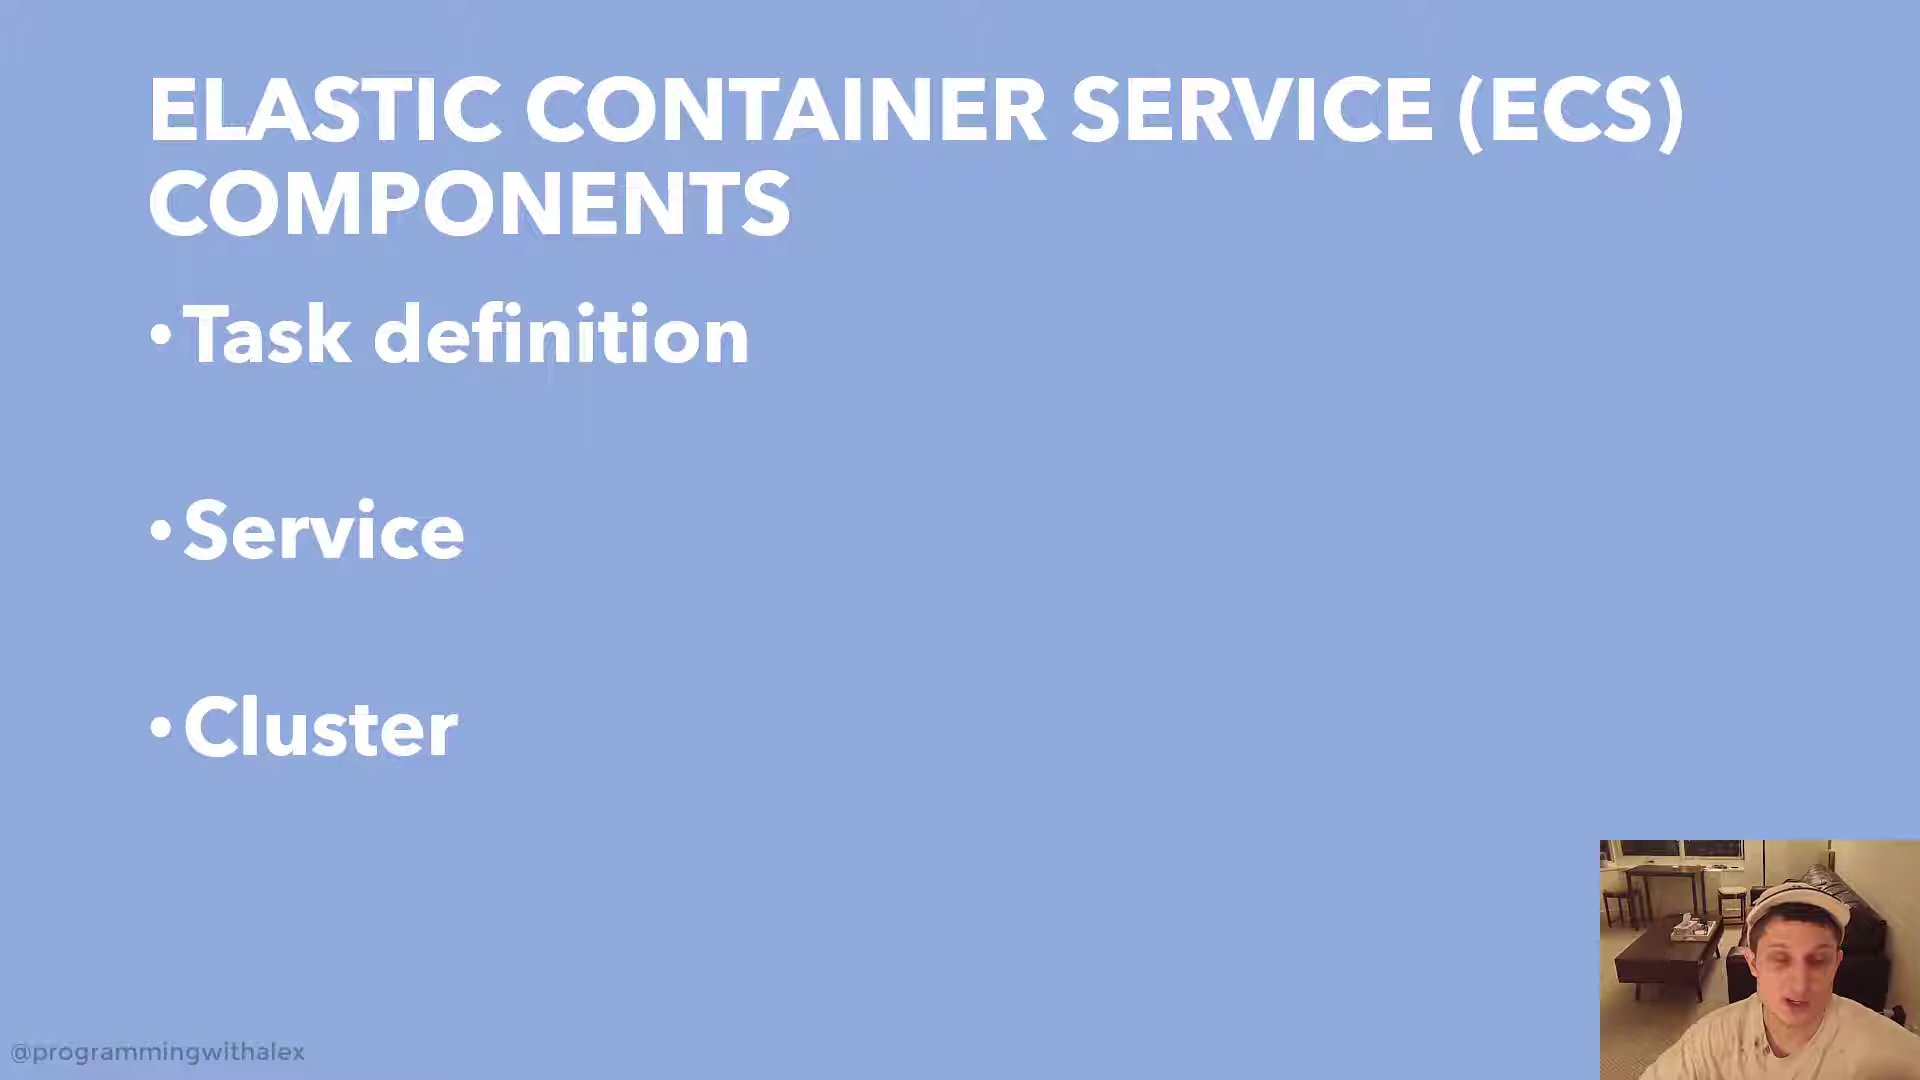 ELASTIC CONTAINER SERVICE (ECS)
COMPONENTS
• Task definition
• Service
• Cluster
@programmingwithalex